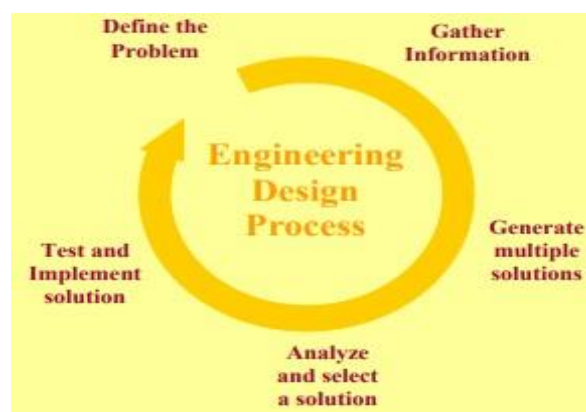 Define the
Problem
Gather
Information
Engineering
Design
Process
Generate
multiple
solutions
Analyze
and select
a solution
Test and
Implement
solution